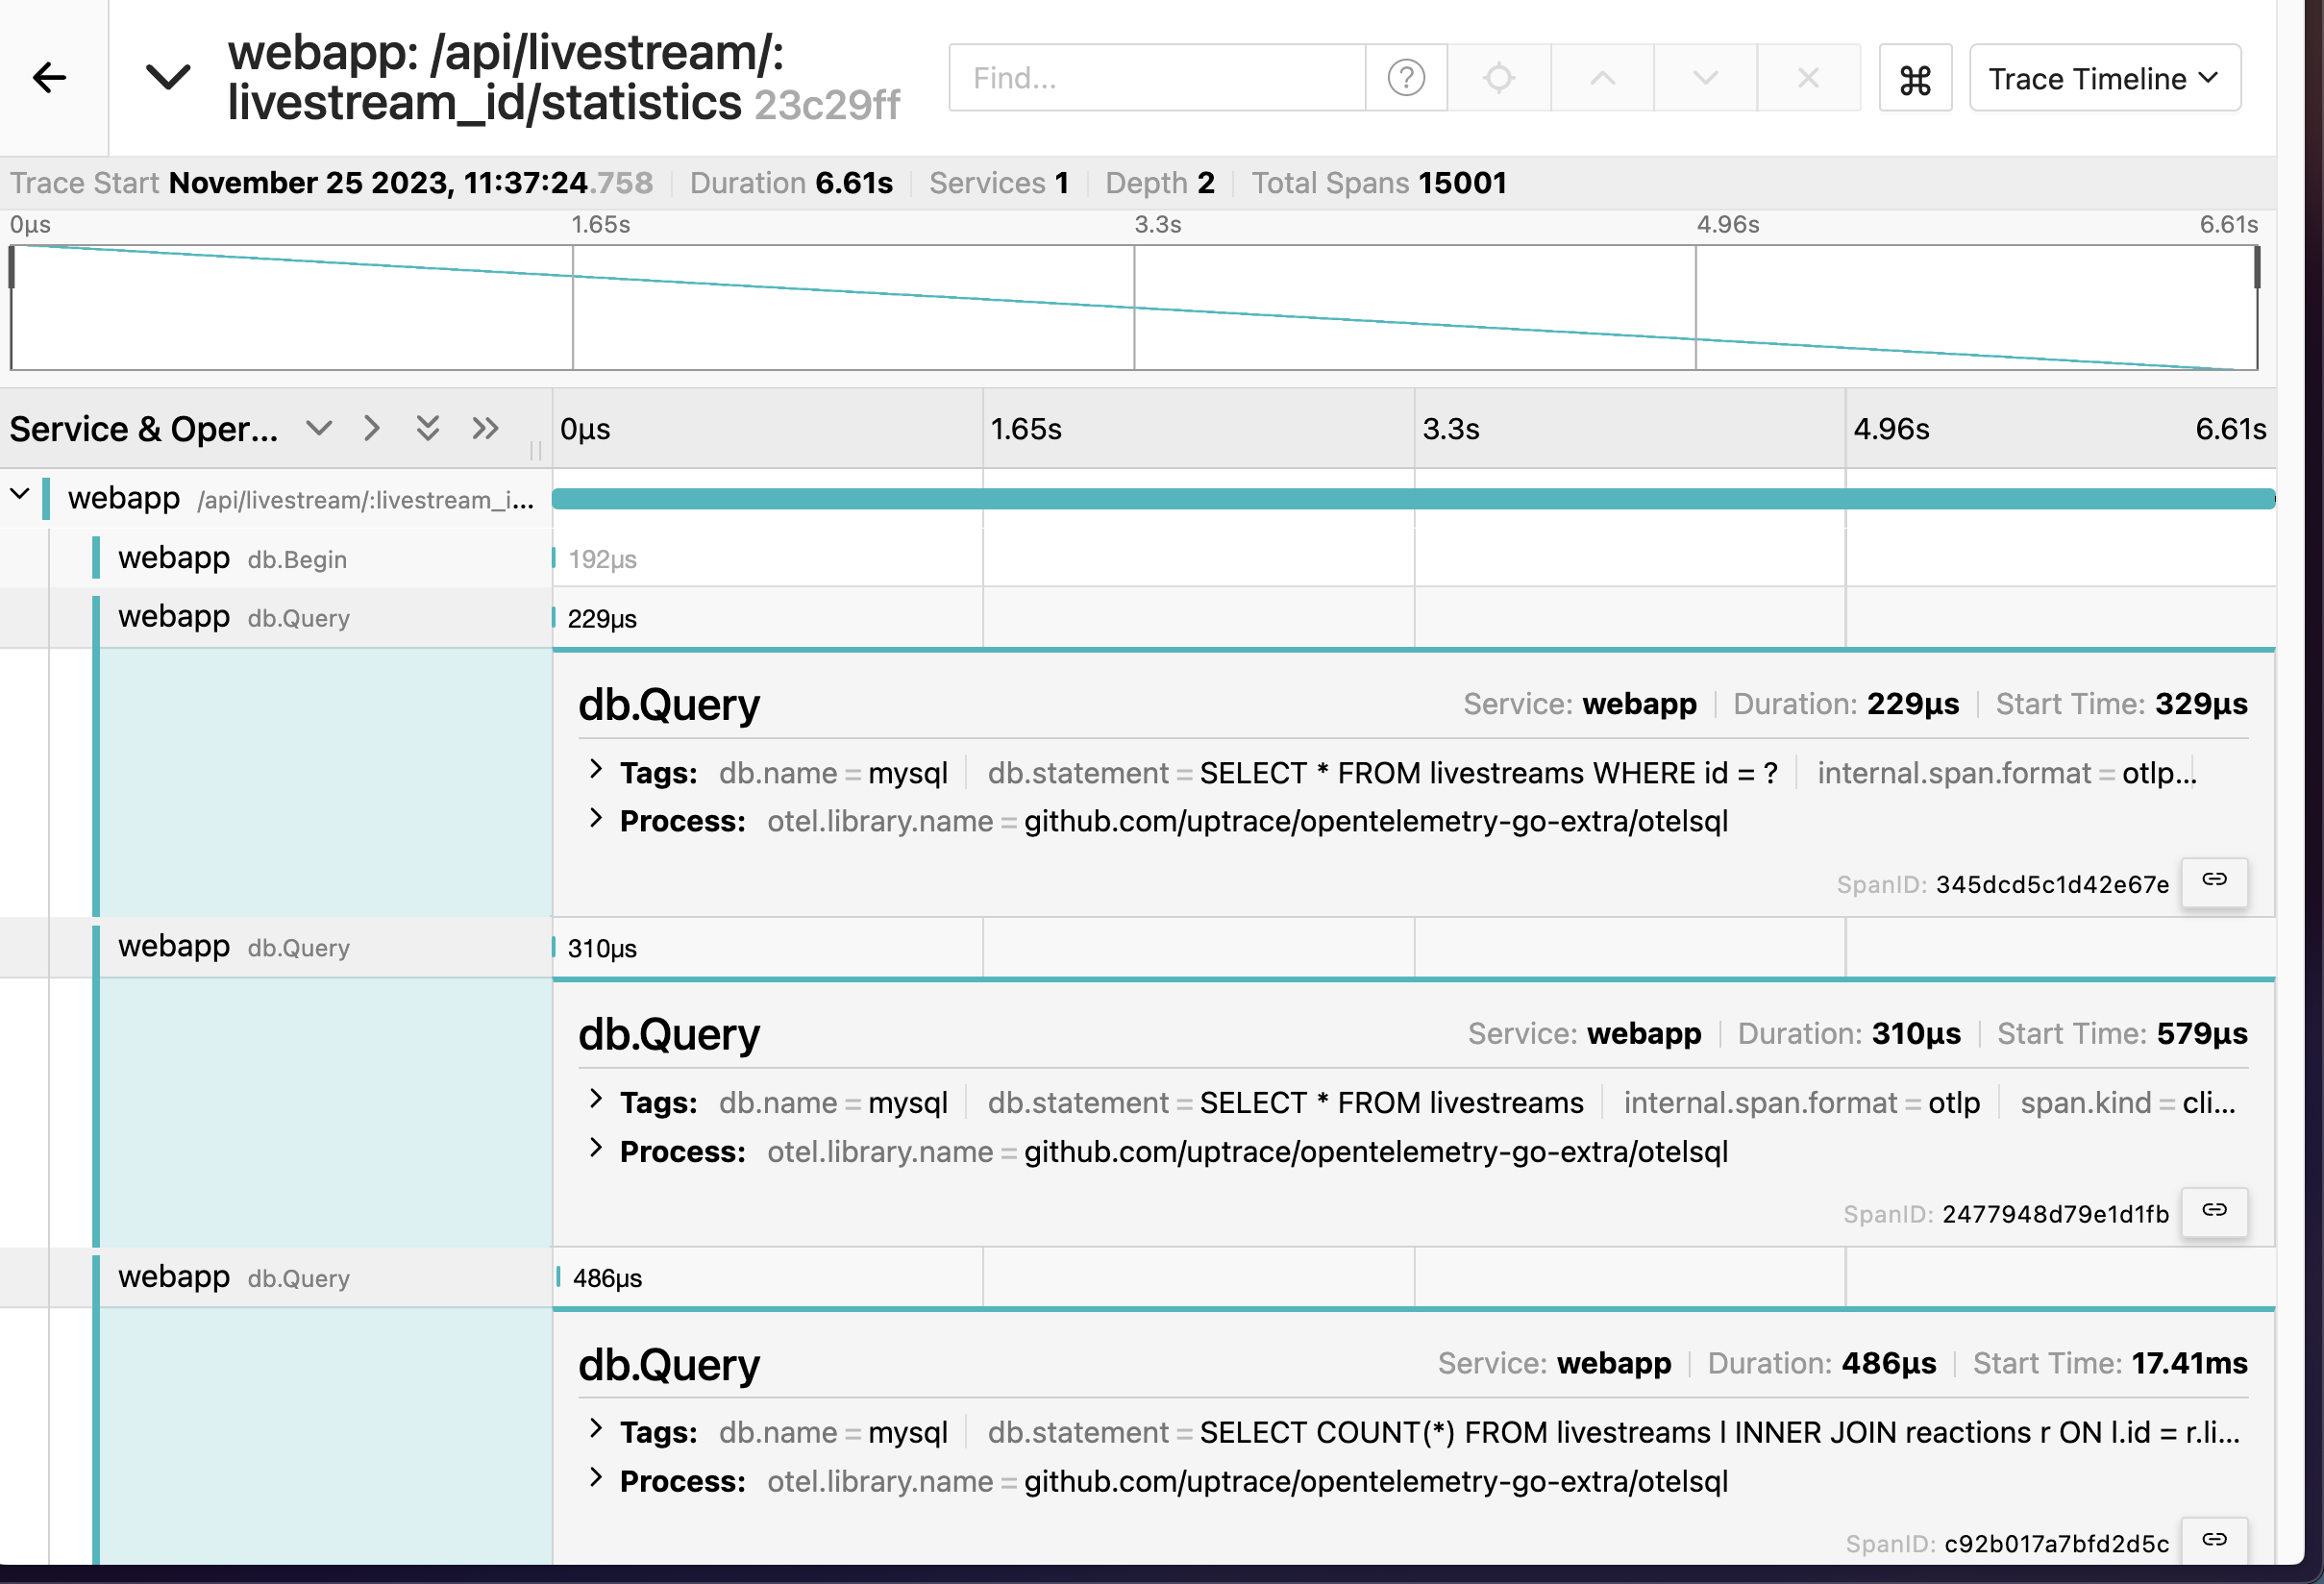 webapp: /api/livestream/:
livestream_id/statistics 23c29ff
Find...
Trace Timeline
Trace Start November 25 2023, 11:37:24.758 Duration 6.61s Services 1 Depth 2 Total Spans 15001
0μs 1.65s 3.3s 4.96s 6.61s
Service & Oper... 0μs 1.65s 3.3s 4.96s 6.61s
webapp /api/livestream/:livestream_i...
webapp db.Begin 192μs
webapp db.Query 229μs
db.Query Service: webapp Duration: 229μs Start Time: 329μs
Tags: db.name = mysql db.statement = SELECT * FROM livestreams WHERE id = ? internal.span.format = otlp...
Process: otel.library.name = github.com/uptrace/opentelemetry-go-extra/otelsql
SpanID: 345dcd5c1d42e67e
webapp db.Query 310μs
db.Query Service: webapp Duration: 310μs Start Time: 579μs
Tags: db.name = mysql db.statement = SELECT * FROM livestreams internal.span.format = otlp span.kind = cli...
Process: otel.library.name = github.com/uptrace/opentelemetry-go-extra/otelsql
SpanID: 2477948d79e1d1fb
webapp db.Query 486μs
db.Query Service: webapp Duration: 486μs Start Time: 17.41ms
Tags: db.name = mysql db.statement = SELECT COUNT(*) FROM livestreams l INNER JOIN reactions r ON l.id = r.li...
Process: otel.library.name = github.com/uptrace/opentelemetry-go-extra/otelsql
SpanID: c92b017a7bfd2d5c